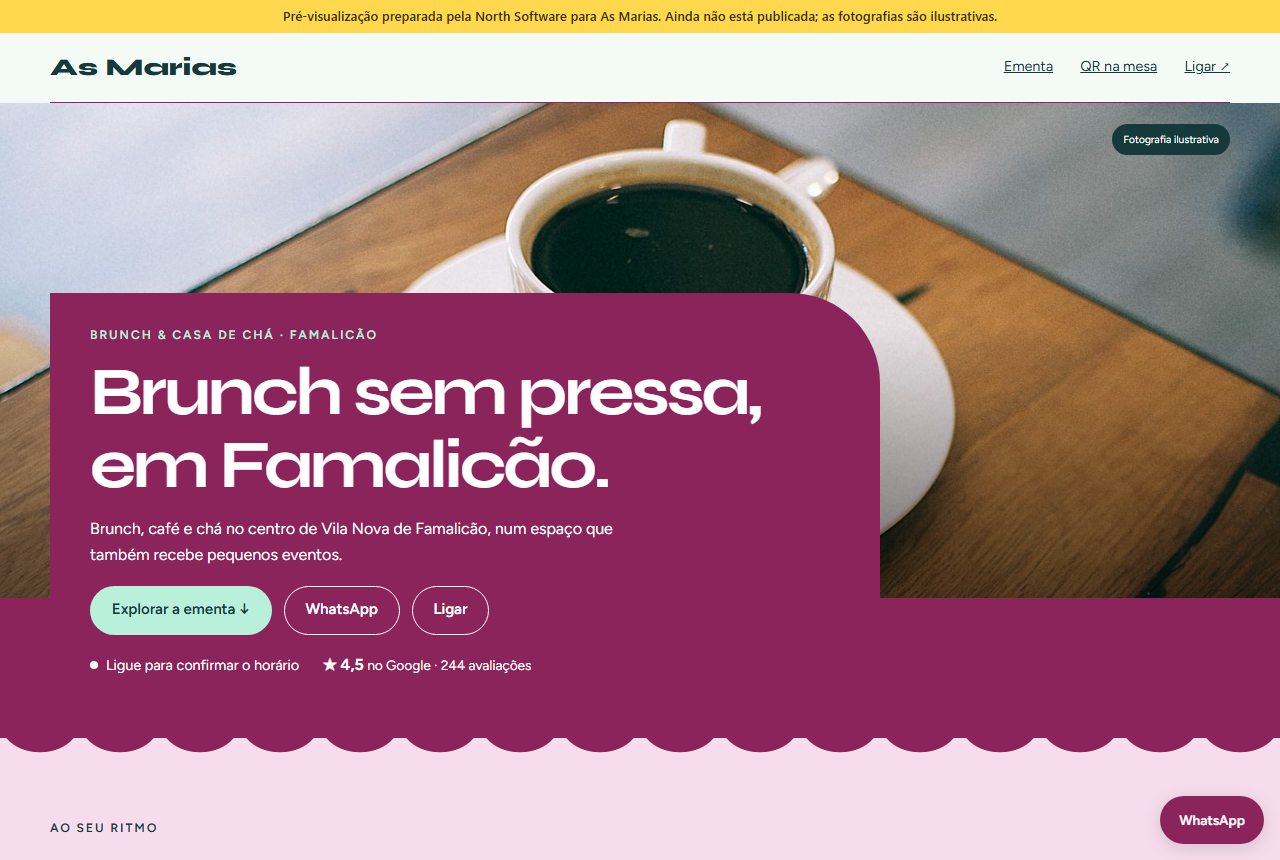 Pré-visualização preparada pela North Software para As Marias. Ainda não está publicada; as fotografias são ilustrativas.
As Marias
Ementa
QR na mesa
Ligar ↗
Fotografia ilustrativa
BRUNCH & CASA DE CHÁ · FAMALICÃO
Brunch sem pressa,
em Famalicão.
Brunch, café e chá no centro de Vila Nova de Famalicão, num espaço que
também recebe pequenos eventos.
Explorar a ementa ↓
WhatsApp
Ligar
Ligue para confirmar o horário
★ 4,5 no Google · 244 avaliações
AO SEU RITMO
WhatsApp